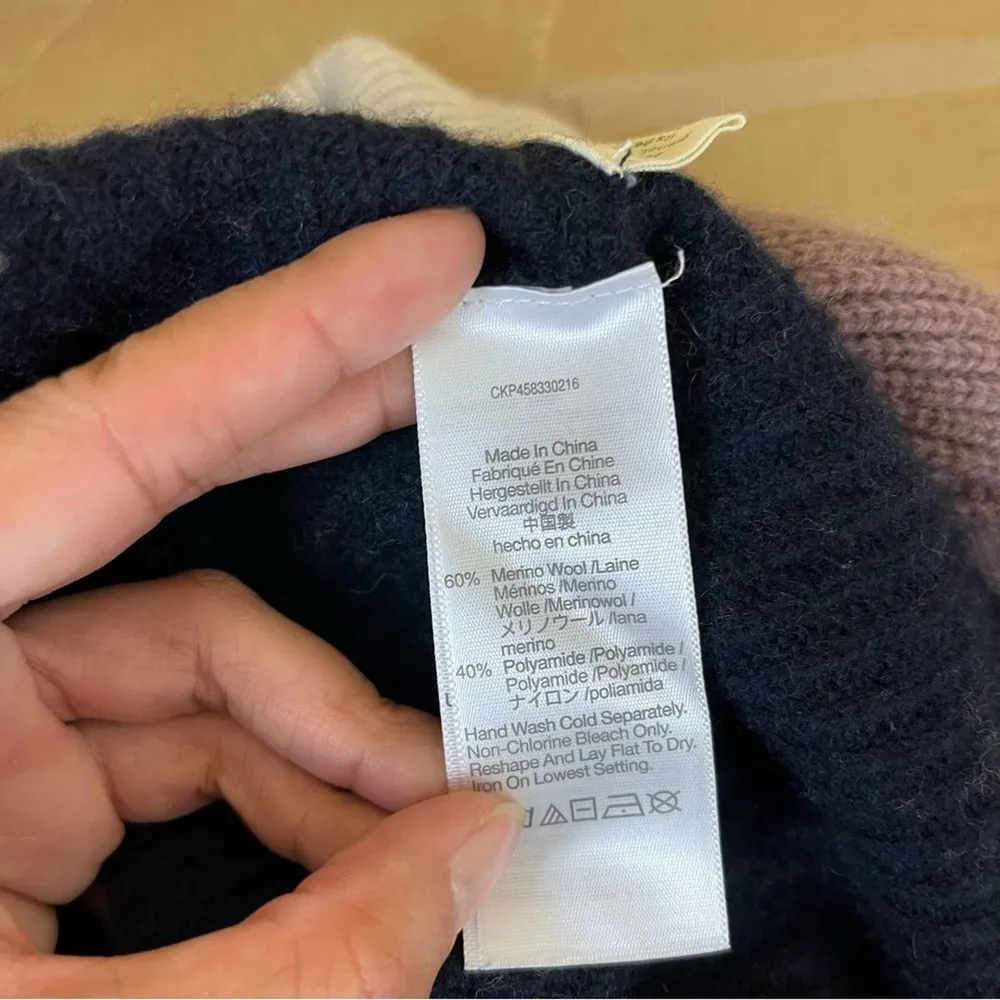 CKP458330216
Made In China
Fabriqué En Chine
Hergestellt In China
Vervaardigd In China
中国製
hecho en china
60% Merino Wool /Laine
Mérinos /Merino
Wolle /Merinowol /
メリノウール /lana
merino
40% Polyamide /Polyamide /
Polyamide /Polyamide /
ナイロン /poliamida
Hand Wash Cold Separately.
Non-Chlorine Bleach Only.
Reshape And Lay Flat To Dry.
Iron On Lowest Setting.